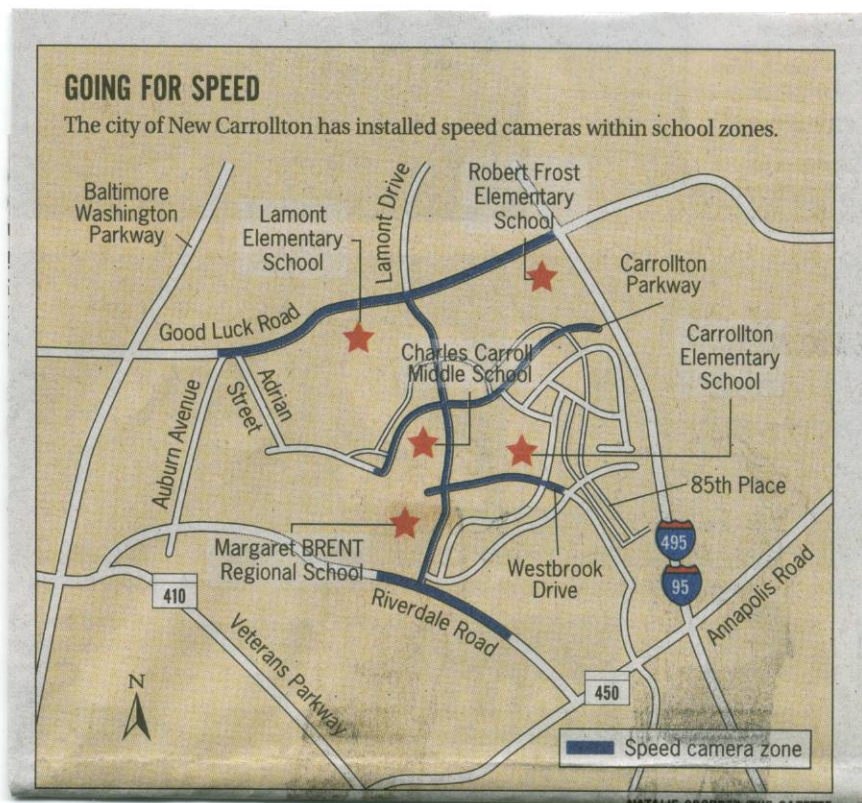 GOING FOR SPEED
The city of New Carrollton has installed speed cameras within school zones.
Baltimore
Washington
Parkway
Lamont
Elementary
School
Lamont Drive
Robert Frost
Elementary
School
Carrollton
Parkway
Good Luck Road
Charles Carroll
Middle School
Carrollton
Elementary
School
Adrian
Street
Auburn Avenue
85th Place
Margaret BRENT
Regional School
Westbrook
Drive
495
95
410
Riverdale Road
Annapolis Road
Veterans Parkway
450
N
Speed camera zone